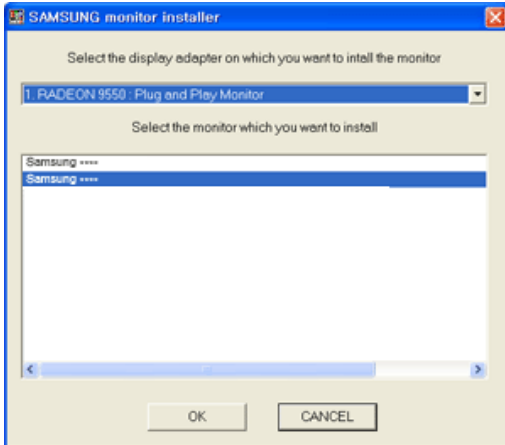 SAMSUNG monitor installer
Select the display adapter on which you want to intall the monitor
1. RADEON 9550 : Plug and Play Monitor
Select the monitor which you want to install
Samsung ----
Samsung ----
OK
CANCEL